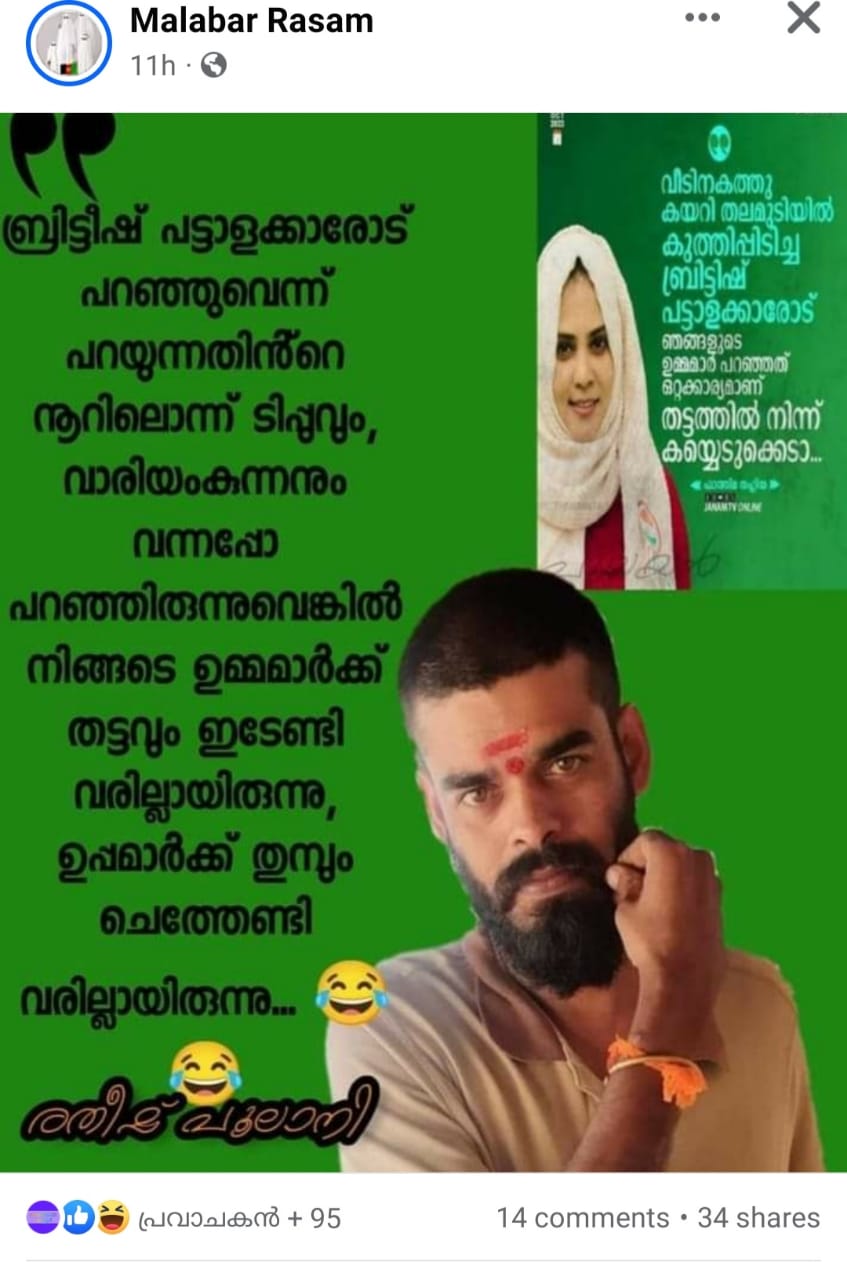 Malabar Rasam
11h ·
ബ്രിട്ടീഷ് പട്ടാളക്കാരോട്
പറഞ്ഞുവെന്ന്
പറയുന്നതിൻ്റെ
നൂറിലൊന്ന് ടിപ്പുവും,
വാരിയംകുന്നനും
വന്നപ്പോ
പറഞ്ഞിരുന്നുവെങ്കിൽ
നിങ്ങടെ ഉമ്മമാർക്ക്
തട്ടവും ഇടേണ്ടി
വരില്ലായിരുന്നു,
ഉപ്പമാർക്ക് തുമ്പും
ചെത്തേണ്ടി
വരില്ലായിരുന്നു... 😂
😂
രതീഷ് പൂലാനി
വീടിനകത്തു
കയറി തലമുടിയിൽ
കുത്തിപ്പിടിച്ച
ബ്രിട്ടിഷ്
പട്ടാളക്കാരോട്
ഞങ്ങളുടെ
ഉമ്മമാർ പറഞ്ഞത്
ഒറ്റക്കാര്യമാണ്
തട്ടത്തിൽ നിന്ന്
കയ്യെടുക്കെടാ...
ഫാത്തിമ തഹ്ലിയ
JANAMTV ONLINE
പ്രവാചകൻ + 95
14 comments • 34 shares